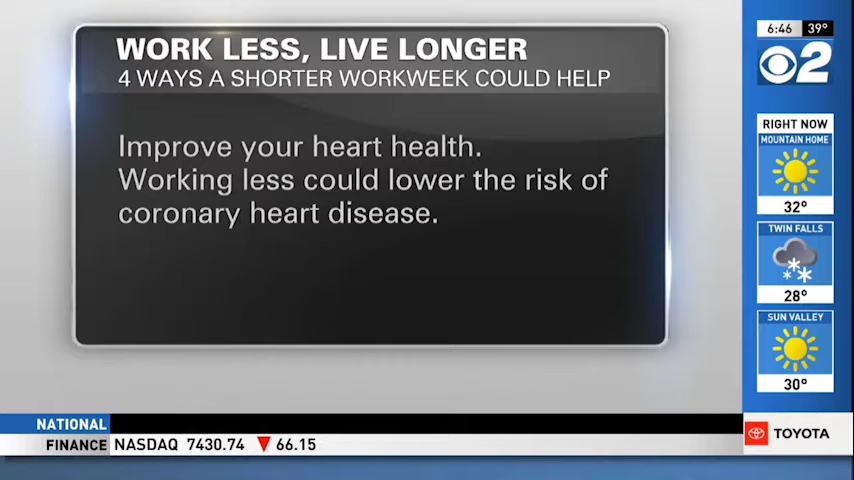 WORK LESS, LIVE LONGER
4 WAYS A SHORTER WORKWEEK COULD HELP
Improve your heart health.
Working less could lower the risk of
coronary heart disease.
6:46 39°
2
RIGHT NOW
MOUNTAIN HOME
32°
TWIN FALLS
28°
SUN VALLEY
30°
NATIONAL
FINANCE NASDAQ 7430.74 66.15
TOYOTA